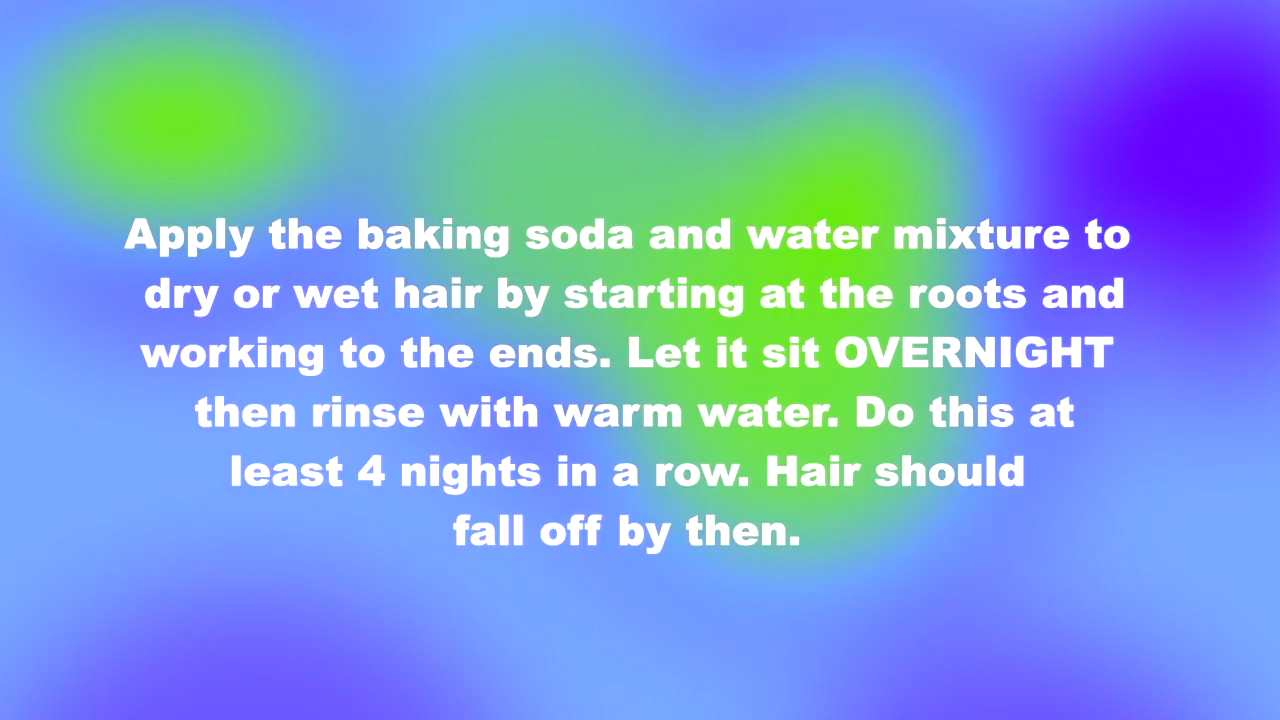 Apply the baking soda and water mixture to
dry or wet hair by starting at the roots and
working to the ends. Let it sit OVERNIGHT
then rinse with warm water. Do this at
least 4 nights in a row. Hair should
fall off by then.